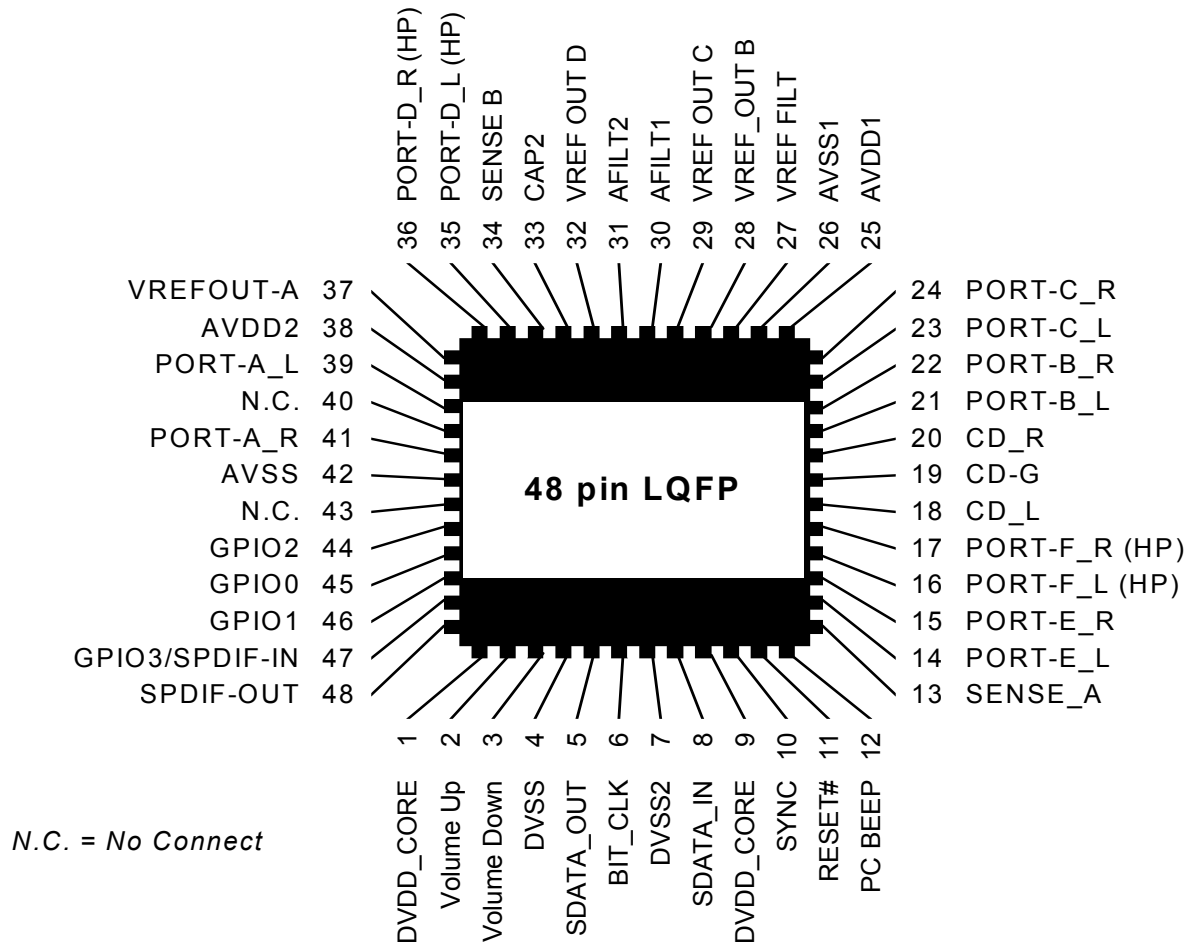 36 PORT-D_R (HP)
35 PORT-D_L (HP)
34 SENSE B
33 CAP2
32 VREF OUT D
31 AFILT2
30 AFILT1
29 VREF OUT C
28 VREF_OUT B
27 VREF FILT
26 AVSS1
25 AVDD1
VREFOUT-A 37
AVDD2 38
PORT-A_L 39
N.C. 40
PORT-A_R 41
AVSS 42
N.C. 43
GPIO2 44
GPIO0 45
GPIO1 46
GPIO3/SPDIF-IN 47
SPDIF-OUT 48
48 pin LQFP
24 PORT-C_R
23 PORT-C_L
22 PORT-B_R
21 PORT-B_L
20 CD_R
19 CD-G
18 CD_L
17 PORT-F_R (HP)
16 PORT-F_L (HP)
15 PORT-E_R
14 PORT-E_L
13 SENSE_A
DVDD_CORE 1
Volume Up 2
Volume Down 3
DVSS 4
SDATA_OUT 5
BIT_CLK 6
DVSS2 7
SDATA_IN 8
DVDD_CORE 9
SYNC 10
RESET# 11
PC BEEP 12
N.C. = No Connect